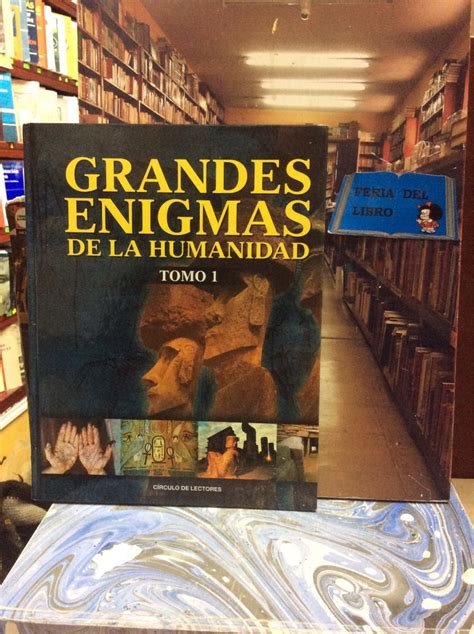 GRANDES
ENIGMAS
DE LA HUMANIDAD
TOMO 1
CÍRCULO DE LECTORES
FERIA DEL
LIBRO